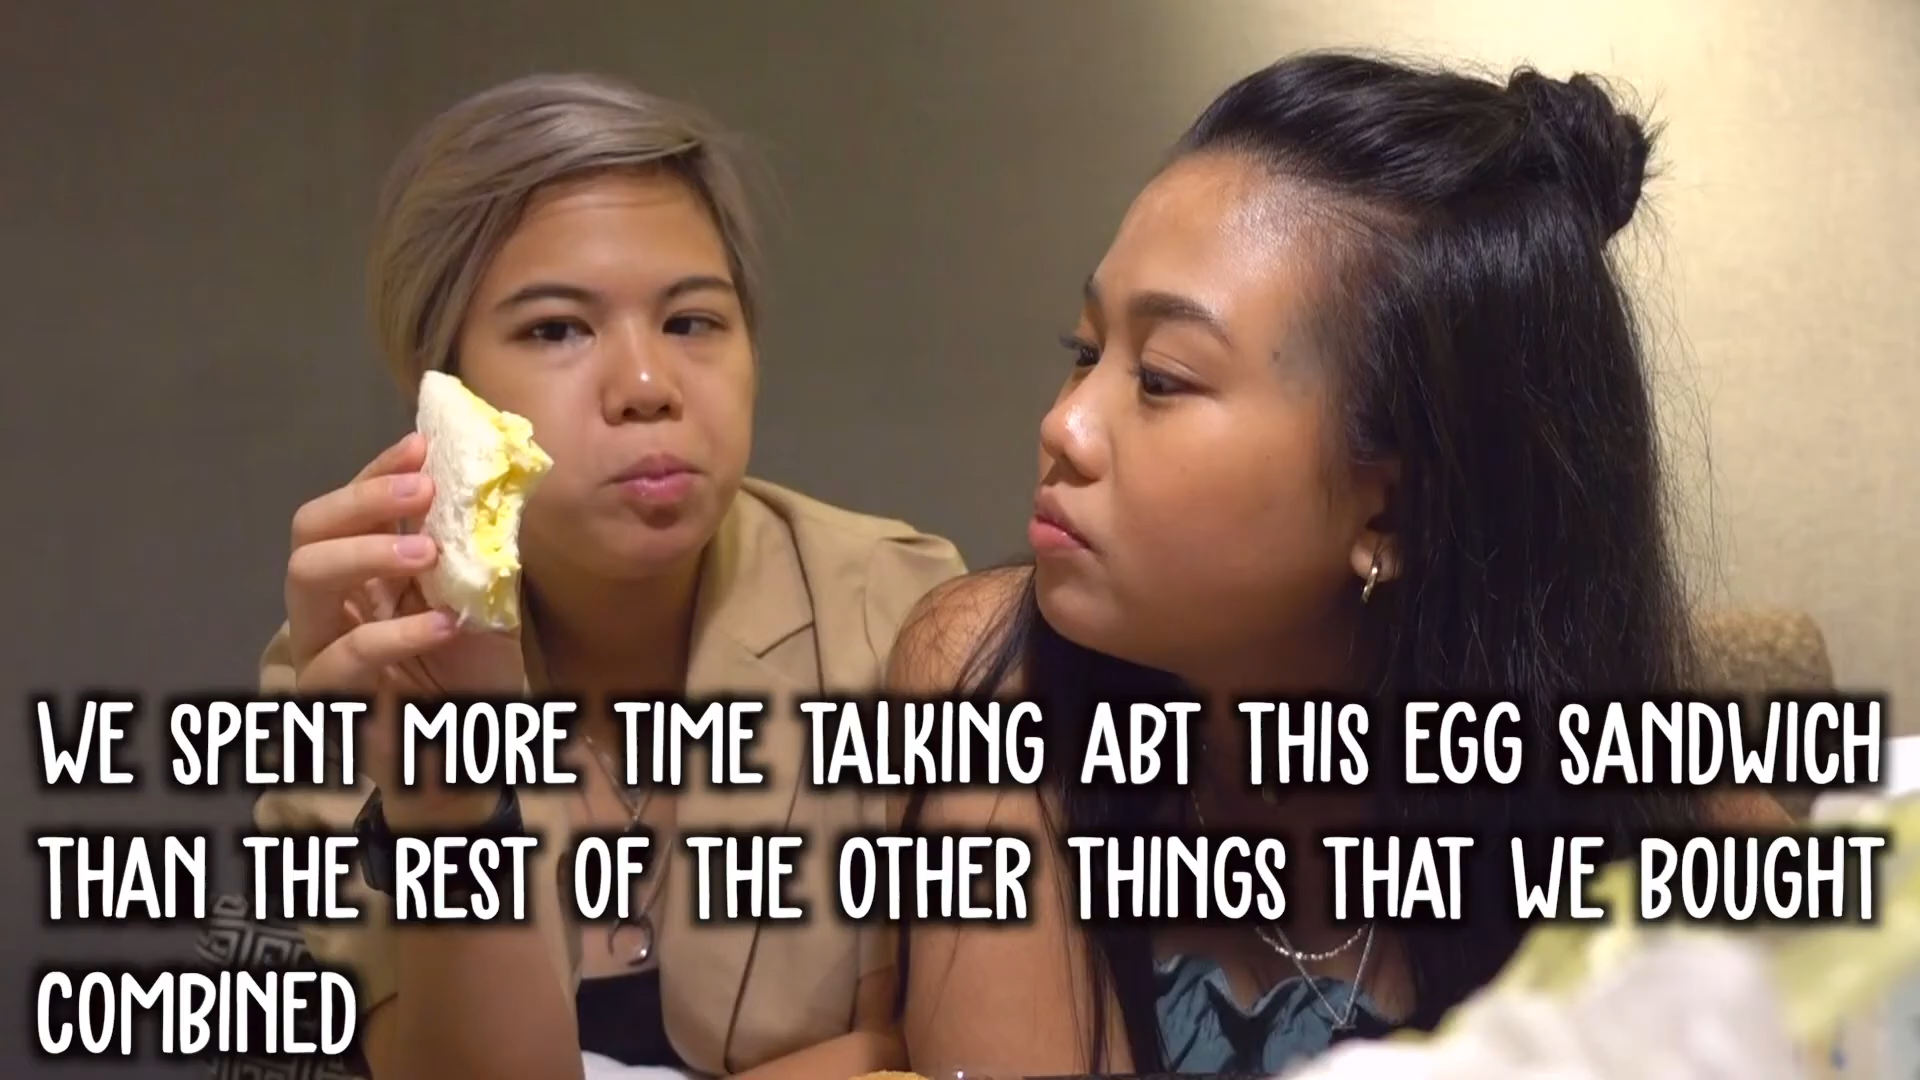 WE SPENT MORE TIME TALKING ABT THIS EGG SANDWICH
THAN THE REST OF THE OTHER THINGS THAT WE BOUGHT
COMBINED